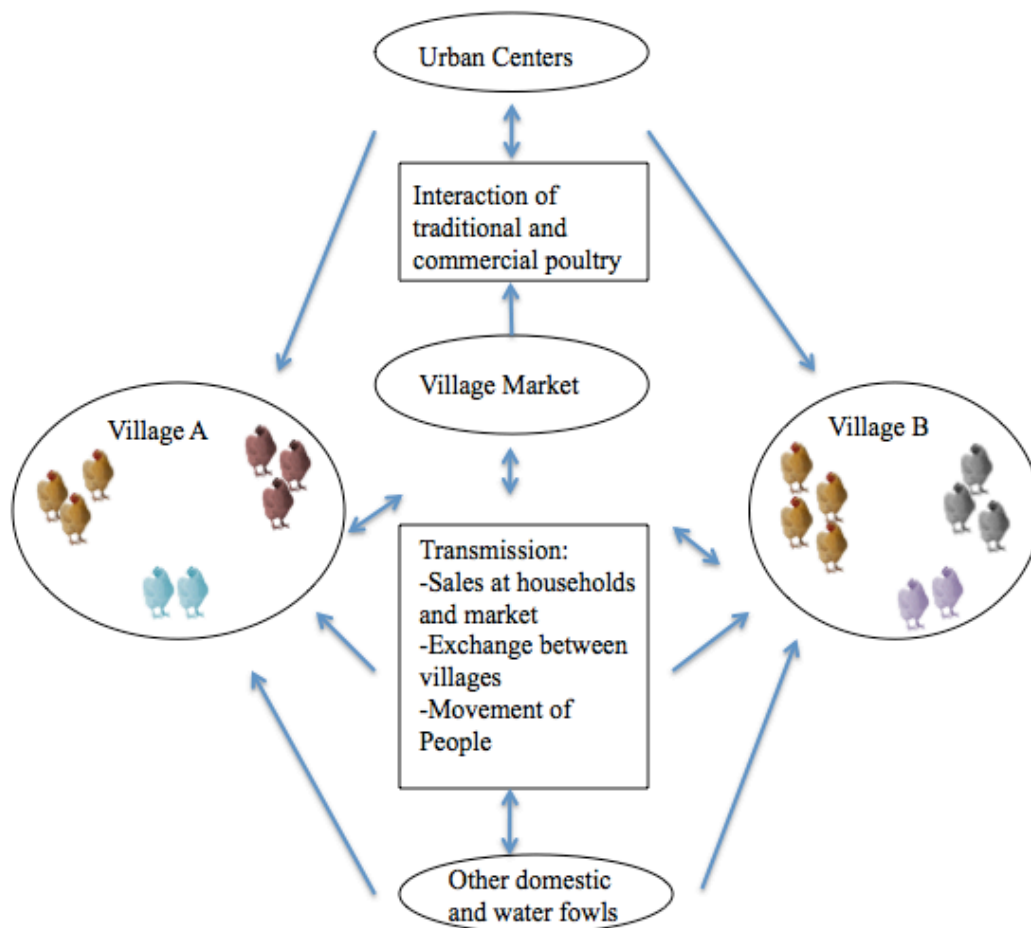 Urban Centers
Interaction of
traditional and
commercial poultry
Village Market
Village A
Village B
Transmission:
-Sales at households
and market
-Exchange between
villages
-Movement of
People
Other domestic
and water fowls